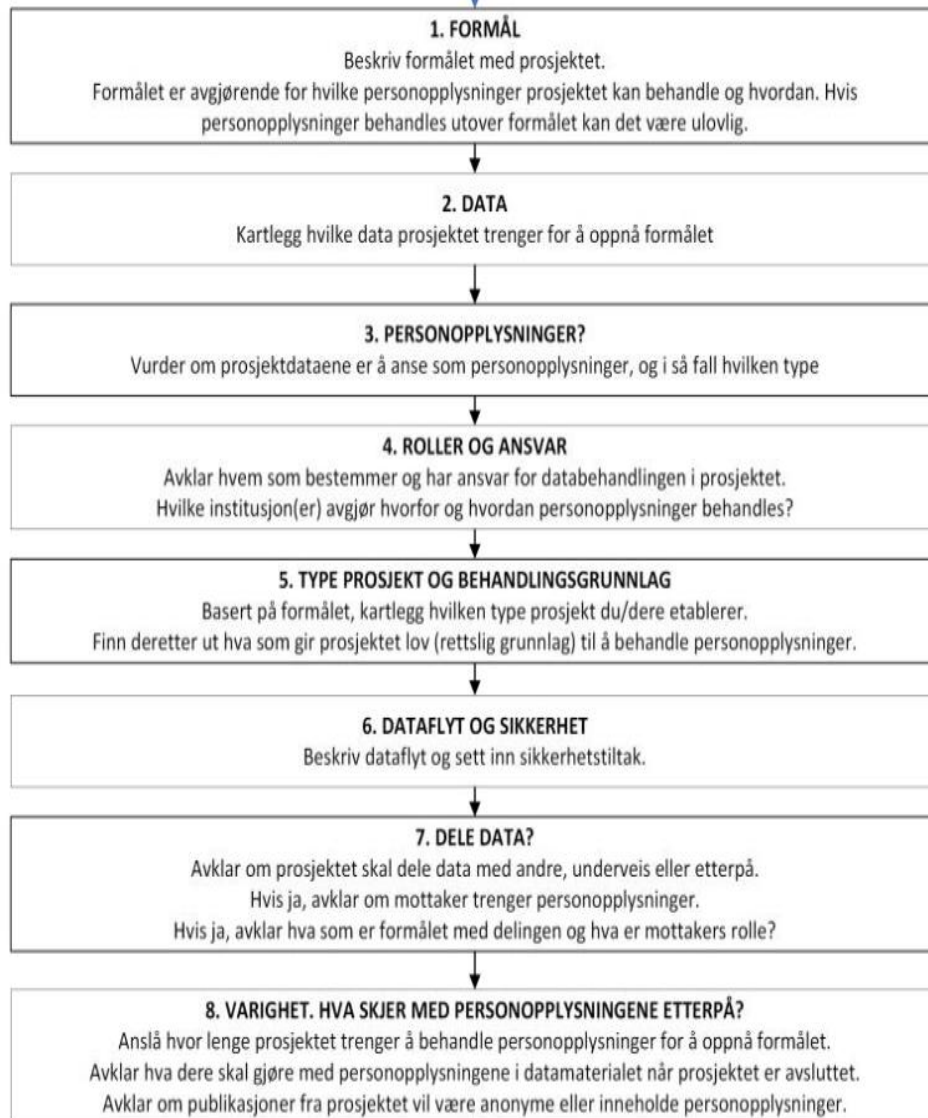 1. FORMÅL
Beskriv formålet med prosjektet.
Formålet er avgjørende for hvilke personopplysninger prosjektet kan behandle og hvordan. Hvis
personopplysninger behandles utover formålet kan det være ulovlig.
2. DATA
Kartlegg hvilke data prosjektet trenger for å oppnå formålet
3. PERSONOPPLYSNINGER?
Vurder om prosjektdataene er å anse som personopplysninger, og i så fall hvilken type
4. ROLLER OG ANSVAR
Avklar hvem som bestemmer og har ansvar for databehandlingen i prosjektet.
Hvilke institusjon(er) avgjør hvorfor og hvordan personopplysninger behandles?
5. TYPE PROSJEKT OG BEHANDLINGSGRUNNLAG
Basert på formålet, kartlegg hvilken type prosjekt du/dere etablerer.
Finn deretter ut hva som gir prosjektet lov (rettslig grunnlag) til å behandle personopplysninger.
6. DATAFLYT OG SIKKERHET
Beskriv dataflyt og sett inn sikkerhetstiltak.
7. DELE DATA?
Avklar om prosjektet skal dele data med andre, underveis eller etterpå.
Hvis ja, avklar om mottaker trenger personopplysninger.
Hvis ja, avklar hva som er formålet med delingen og hva er mottakers rolle?
8. VARIGHET. HVA SKJER MED PERSONOPPLYSNINGENE ETTERPÅ?
Anslå hvor lenge prosjektet trenger å behandle personopplysninger for å oppnå formålet.
Avklar hva dere skal gjøre med personopplysningene i datamaterialet når prosjektet er avsluttet.
Avklar om publikasjoner fra prosjektet vil være anonyme eller inneholde personopplysninger.